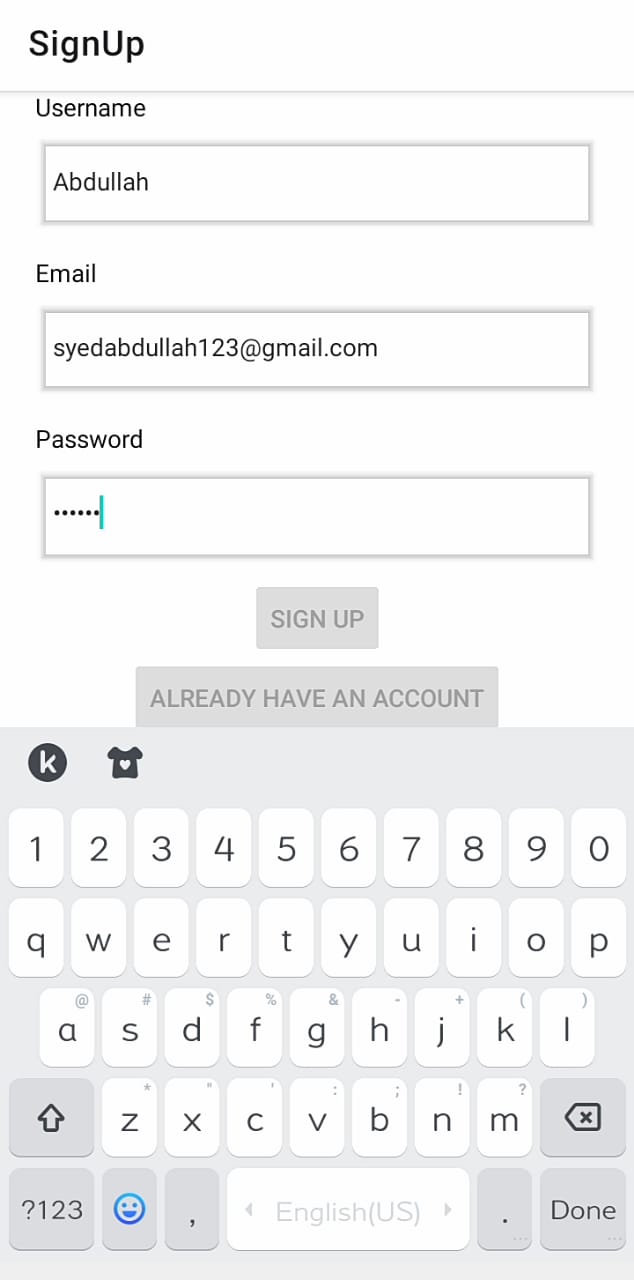 SignUp
Username
Abdullah
Email
syedabdullah123@gmail.com
Password
••••••
SIGN UP
ALREADY HAVE AN ACCOUNT
k
1 2 3 4 5 6 7 8 9 0
q w e r t y u i o p
@ # $ % & - + ( )
a s d f g h j k l
* " ' : ; ! ?
z x c v b n m
?123 , English(US) . Done